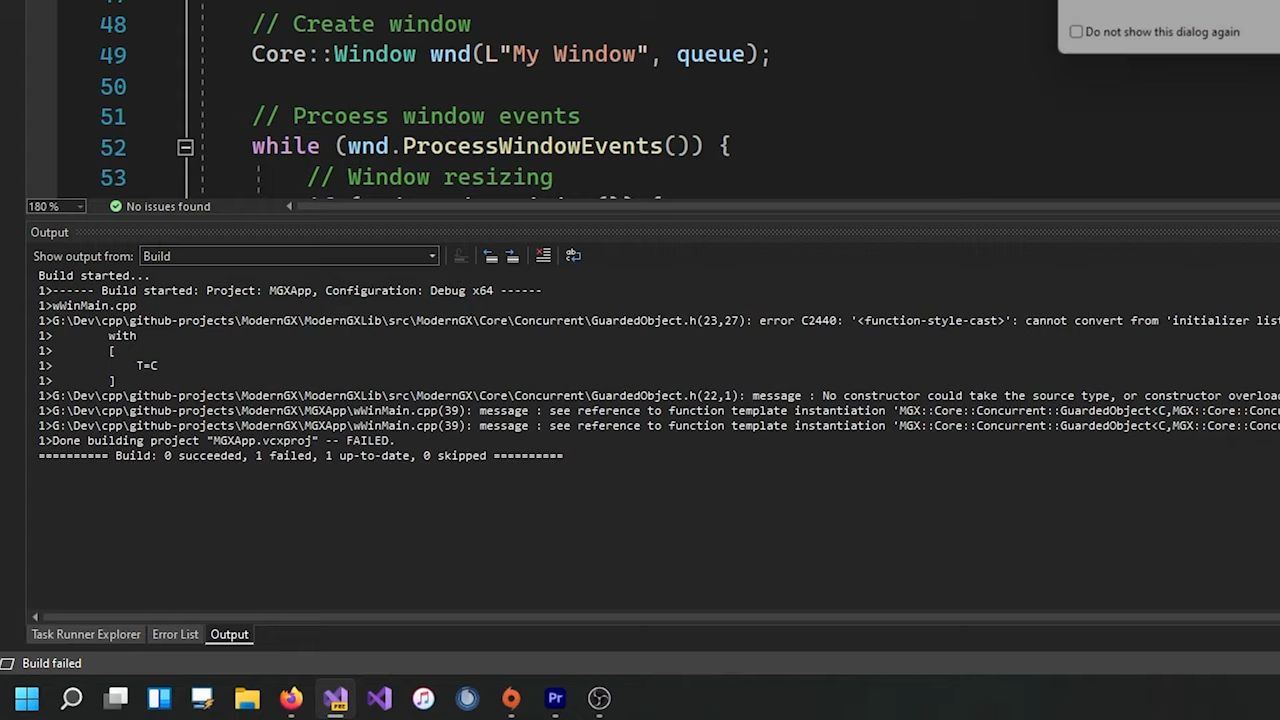 48 // Create window
Do not show this dialog again
49 Core::Window wnd(L"My Window", queue);
50
51 // Prcoess window events
52 while (wnd.ProcessWindowEvents()) {
53 // Window resizing
180 % No issues found
Output
Show output from: Build
Build started...
1>------ Build started: Project: MGXApp, Configuration: Debug x64 ------
1>wWinMain.cpp
1>G:\Dev\cpp\github-projects\ModernGX\ModernGXLib\src\ModernGX\Core\Concurrent\GuardedObject.h(23,27): error C2440: '<function-style-cast>': cannot convert from 'initializer list
1> with
1> [
1> T=C
1> ]
1>G:\Dev\cpp\github-projects\ModernGX\ModernGXLib\src\ModernGX\Core\Concurrent\GuardedObject.h(22,1): message : No constructor could take the source type, or constructor overloa
1>G:\Dev\cpp\github-projects\ModernGX\MGXApp\wWinMain.cpp(39): message : see reference to function template instantiation 'MGX::Core::Concurrent::GuardedObject<C,MGX::Core::Conc
1>G:\Dev\cpp\github-projects\ModernGX\MGXApp\wWinMain.cpp(39): message : see reference to function template instantiation 'MGX::Core::Concurrent::GuardedObject<C,MGX::Core::Conc
1>Done building project "MGXApp.vcxproj" -- FAILED.
========== Build: 0 succeeded, 1 failed, 1 up-to-date, 0 skipped ==========
Task Runner Explorer Error List Output
Build failed
PRE
Pr